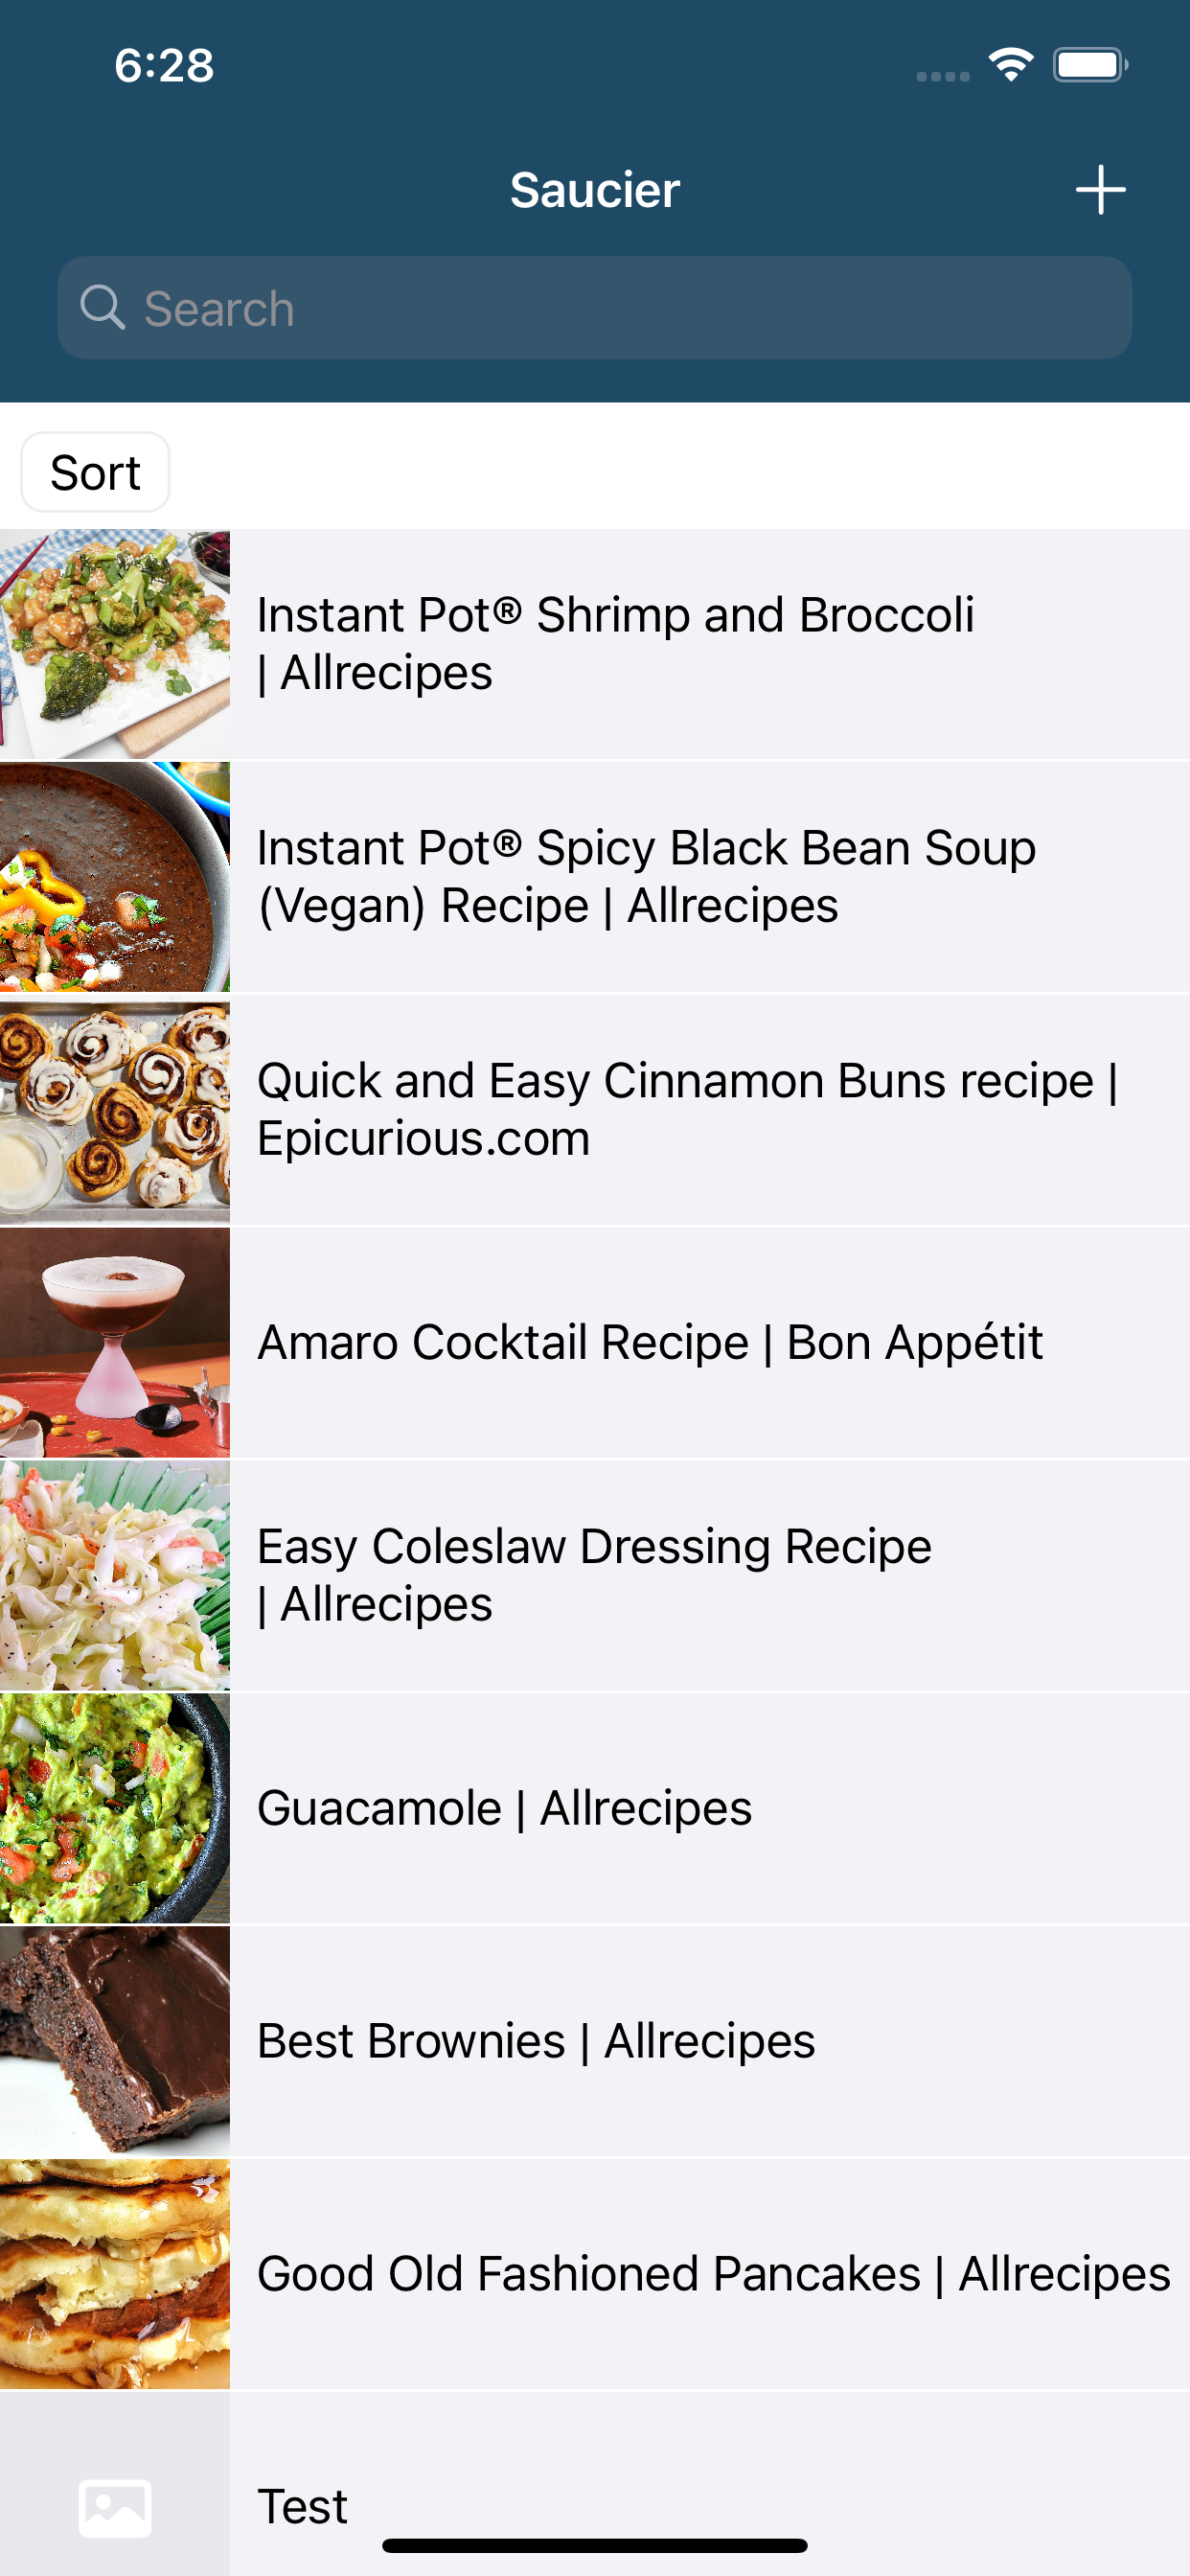 6:28
Saucier
Search
Sort
Instant Pot® Shrimp and Broccoli
| Allrecipes
Instant Pot® Spicy Black Bean Soup
(Vegan) Recipe | Allrecipes
Quick and Easy Cinnamon Buns recipe |
Epicurious.com
Amaro Cocktail Recipe | Bon Appétit
Easy Coleslaw Dressing Recipe
| Allrecipes
Guacamole | Allrecipes
Best Brownies | Allrecipes
Good Old Fashioned Pancakes | Allrecipes
Test